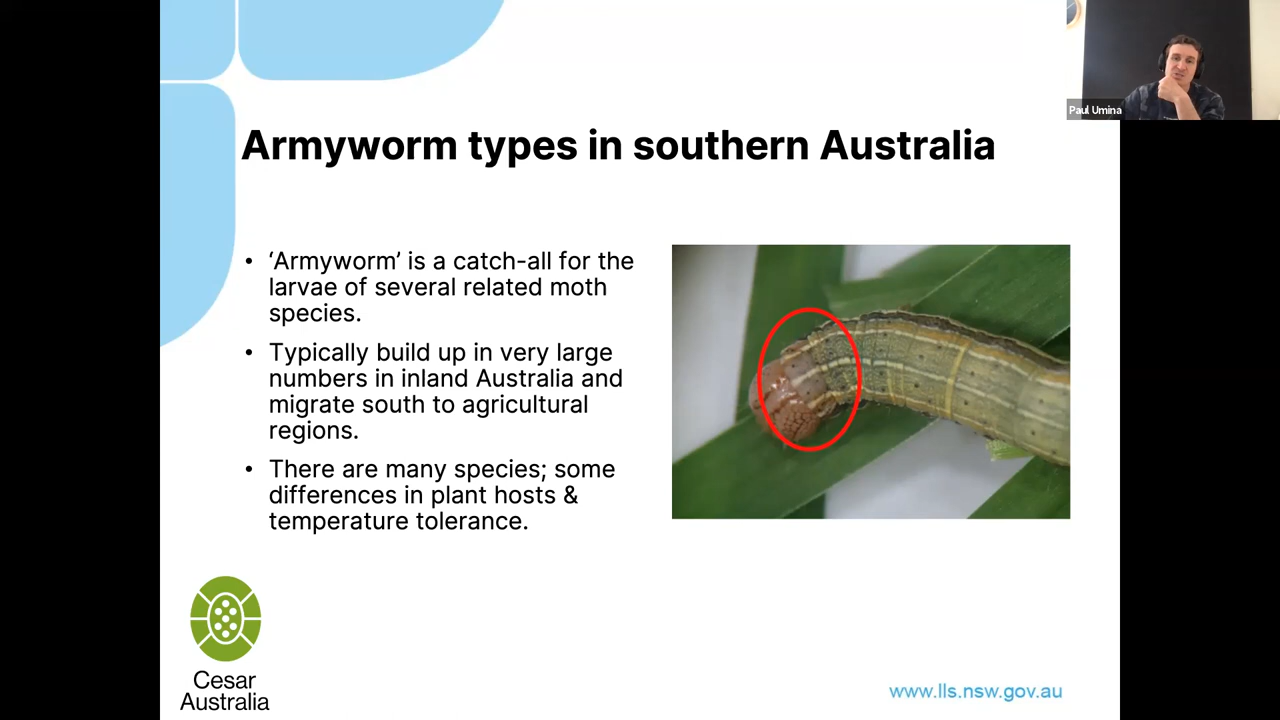 Paul Umina
Armyworm types in southern Australia
• ‘Armyworm’ is a catch-all for the
larvae of several related moth
species.
• Typically build up in very large
numbers in inland Australia and
migrate south to agricultural
regions.
• There are many species; some
differences in plant hosts &
temperature tolerance.
Cesar
Australia
www.lls.nsw.gov.au